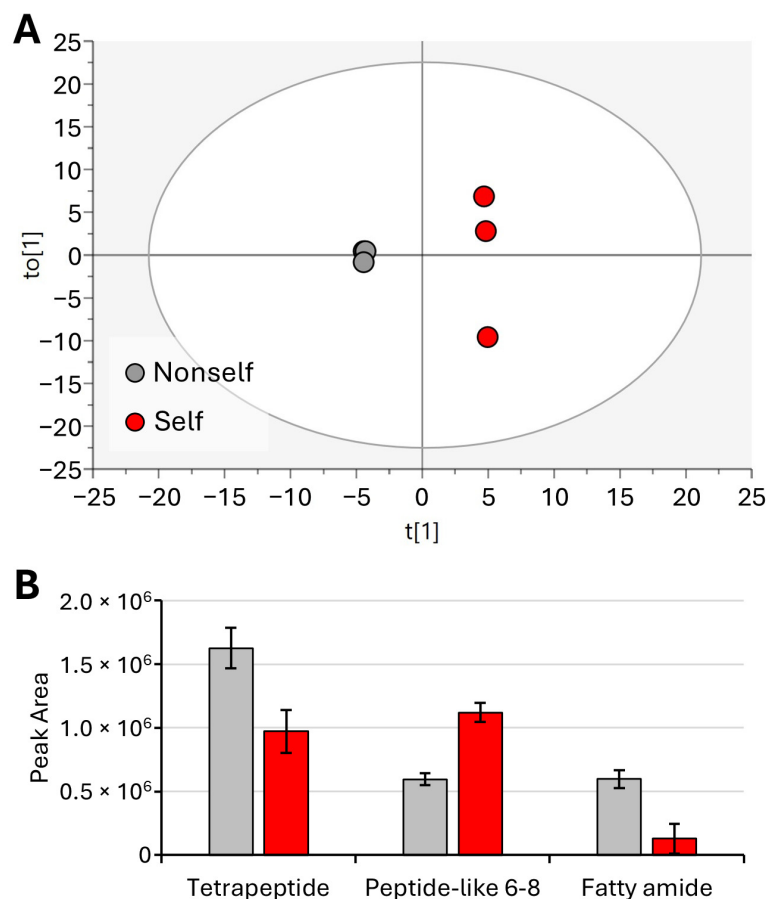 A
25
20
15
10
5
0
−5
−10
−15
−20
−25
to[1]
Nonself
Self
−25 −20 −15 −10 −5 0 5 10 15 20 25
t[1]
B
2.0 × 10⁶
1.5 × 10⁶
1.0 × 10⁶
0.5 × 10⁶
0
Peak Area
Tetrapeptide Peptide-like 6-8 Fatty amide